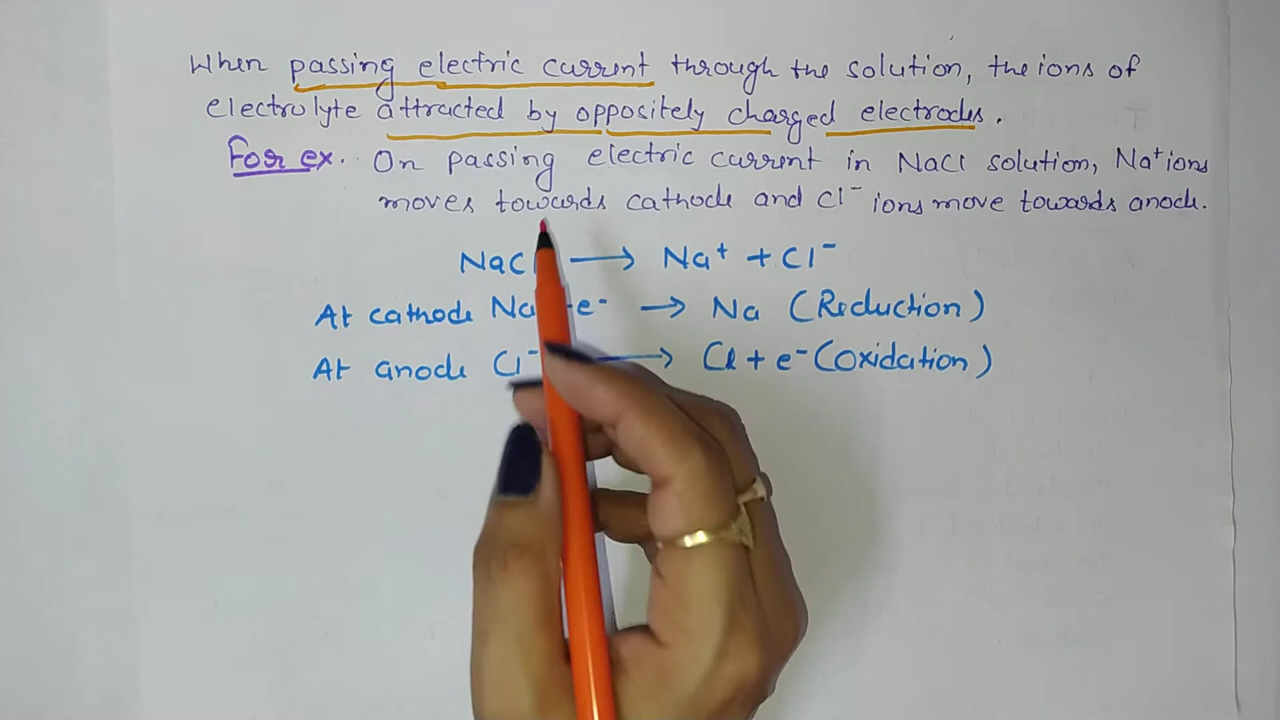 When passing electric current through the solution, the ions of
electrolyte attracted by oppositely charged electrodes.
For ex. On passing electric current in NaCl solution, Na⁺ ions
moves towards cathode and Cl⁻ ions move towards anode.
NaCl → Na⁺ + Cl⁻
At cathode Na e⁻ → Na (Reduction)
At anode Cl⁻ → Cl + e⁻ (Oxidation)